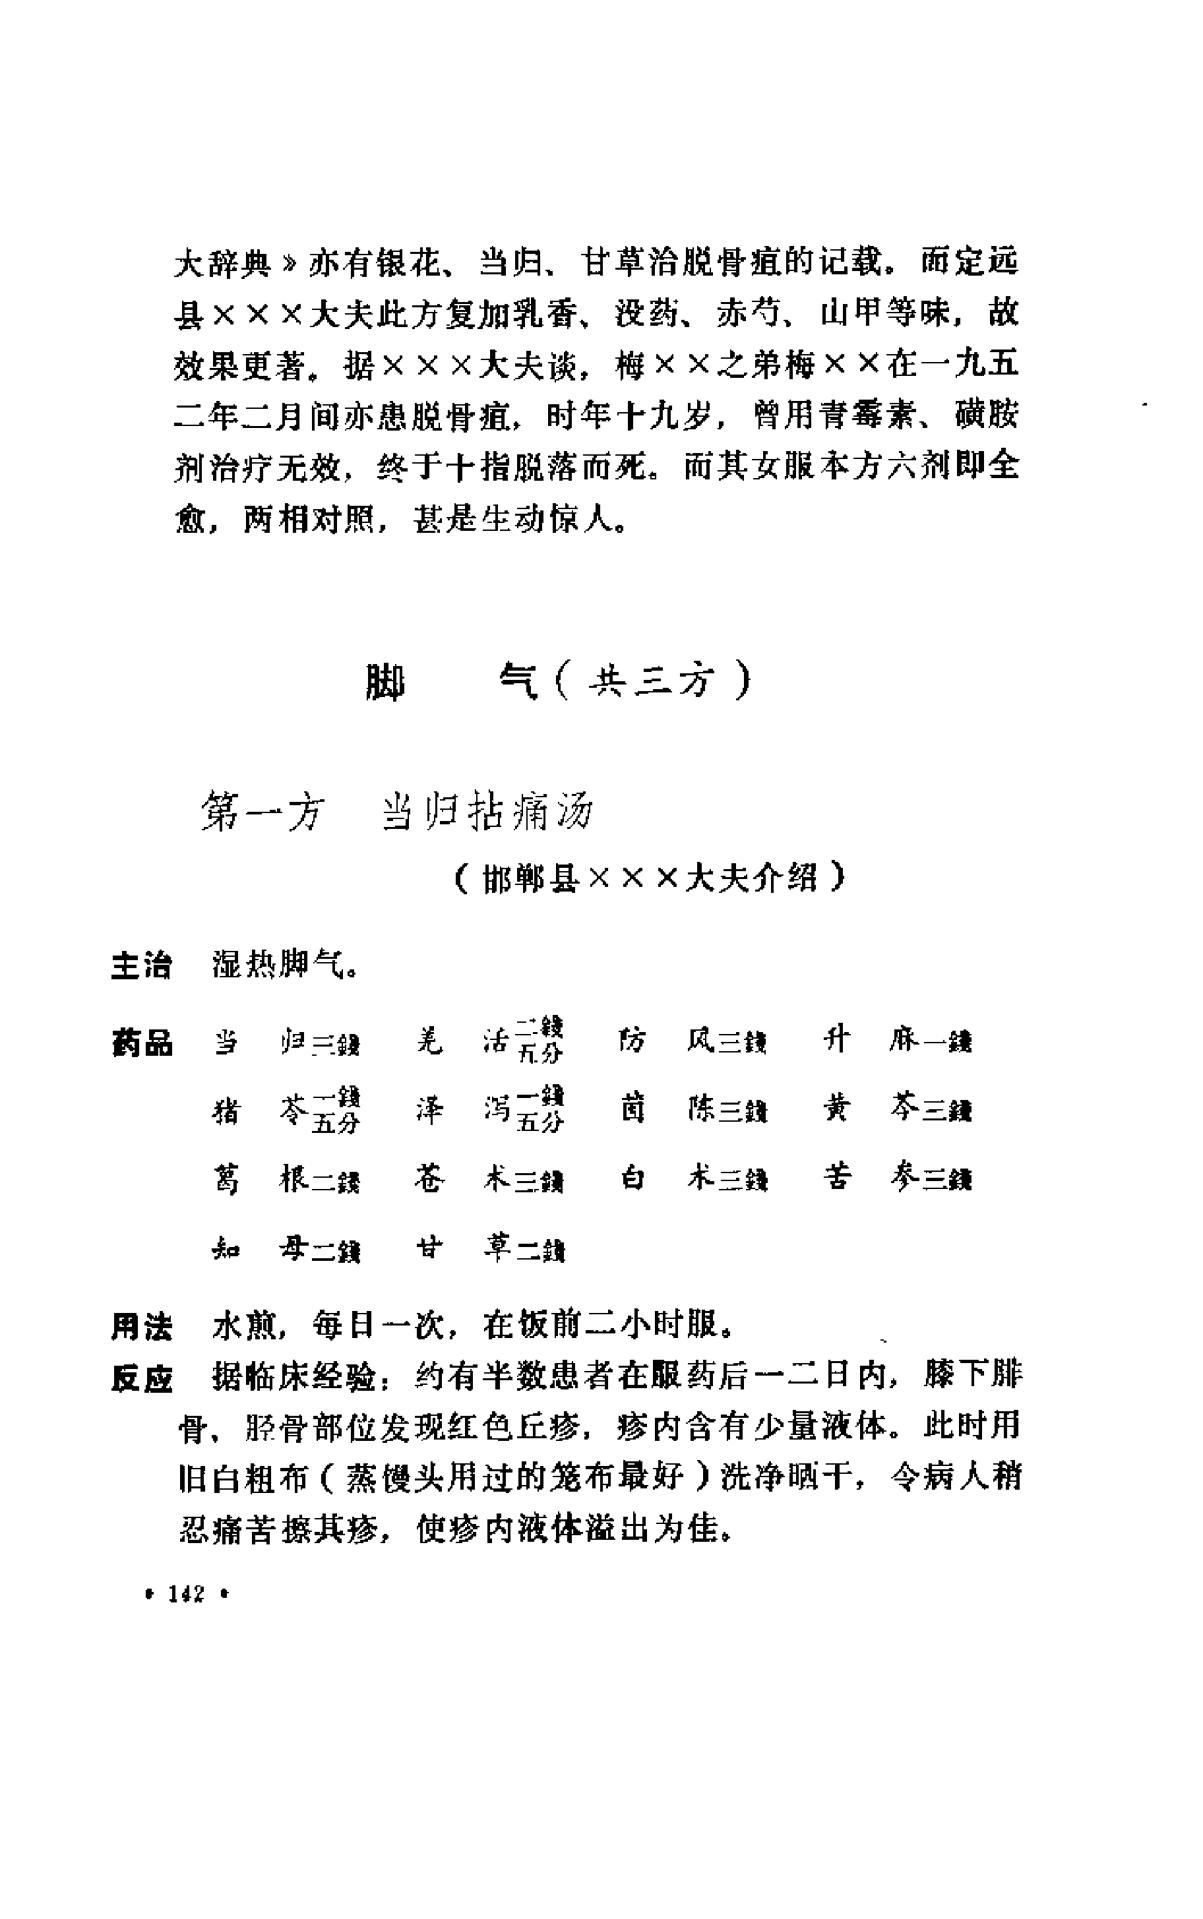 大辞典》亦有银花、当归、甘草治脱骨疽的记载。而定远
县×××大夫此方复加乳香、没药、赤芍、山甲等味，故
效果更著。据×××大夫谈，梅××之弟梅××在一九五
二年二月间亦患脱骨疽，时年十九岁，曾用青霉素、磺胺
剂治疗无效，终于十指脱落而死。而其女服本方六剂即全
愈，两相对照，甚是生动惊人。
脚　气（共三方）
第一方　当归拈痛汤
（邯郸县×××大夫介绍）
主治　湿热脚气。
药品　当　归三錢　羌　活二錢五分　防　风三錢　升　麻一錢
猪　苓一錢五分　泽　泻一錢五分　茵　陈三錢　黄　芩三錢
葛　根二錢　苍　术三錢　白　术三錢　苦　参三錢
知　母二錢　甘　草二錢
用法　水煎，每日一次，在饭前二小时服。
反应　据临床经验：约有半数患者在服药后一二日内，膝下腓
骨、胫骨部位发现红色丘疹，疹内含有少量液体。此时用
旧白粗布（蒸馒头用过的笼布最好）洗净晒干，令病人稍
忍痛苦擦其疹，使疹内液体溢出为佳。
• 142 •